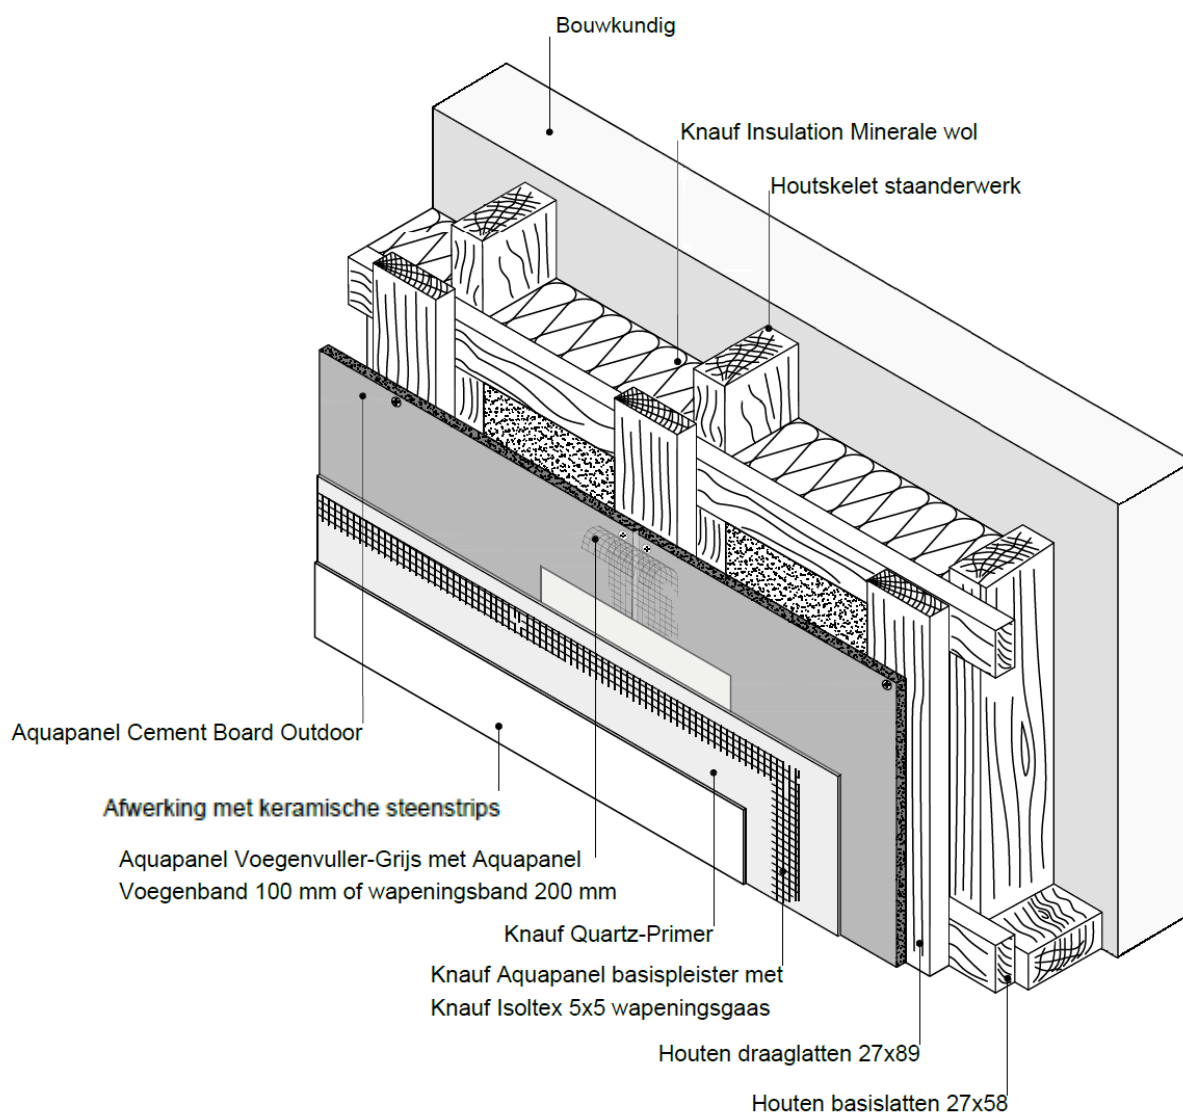 Bouwkundig
Knauf Insulation Minerale wol
Houtskelet staanderwerk
Aquapanel Cement Board Outdoor
Afwerking met keramische steenstrips
Aquapanel Voegenvuller-Grijs met Aquapanel
Voegenband 100 mm of wapeningsband 200 mm
Knauf Quartz-Primer
Knauf Aquapanel basispleister met
Knauf Isoltex 5x5 wapeningsgaas
Houten draaglatten 27x89
Houten basislatten 27x58